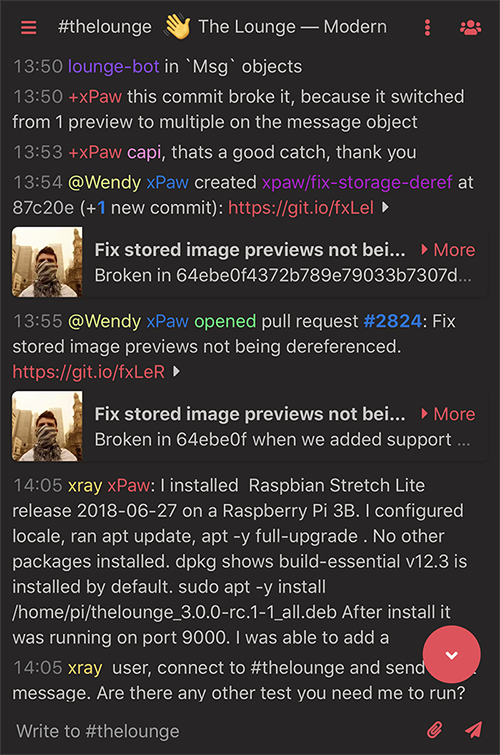 #thelounge 👋 The Lounge — Modern
13:50 lounge-bot in `Msg` objects
13:50 +xPaw this commit broke it, because it switched
from 1 preview to multiple on the message object
13:53 +xPaw capi, thats a good catch, thank you
13:54 @Wendy xPaw created xpaw/fix-storage-deref at
87c20e (+1 new commit): https://git.io/fxLel
Fix stored image previews not bei... More
Broken in 64ebe0f4372b789e79033b7307d...
13:55 @Wendy xPaw opened pull request #2824: Fix
stored image previews not being dereferenced.
https://git.io/fxLeR
Fix stored image previews not bei... More
Broken in 64ebe0f when we added support ...
14:05 xray xPaw: I installed  Raspbian Stretch Lite
release 2018-06-27 on a Raspberry Pi 3B. I configured
locale, ran apt update, apt -y full-upgrade . No other
packages installed. dpkg shows build-essential v12.3 is
installed by default. sudo apt -y install
/home/pi/thelounge_3.0.0-rc.1-1_all.deb After install it
was running on port 9000. I was able to add a
14:05 xray  user, connect to #thelounge and send
message. Are there any other test you need me to run?
Write to #thelounge